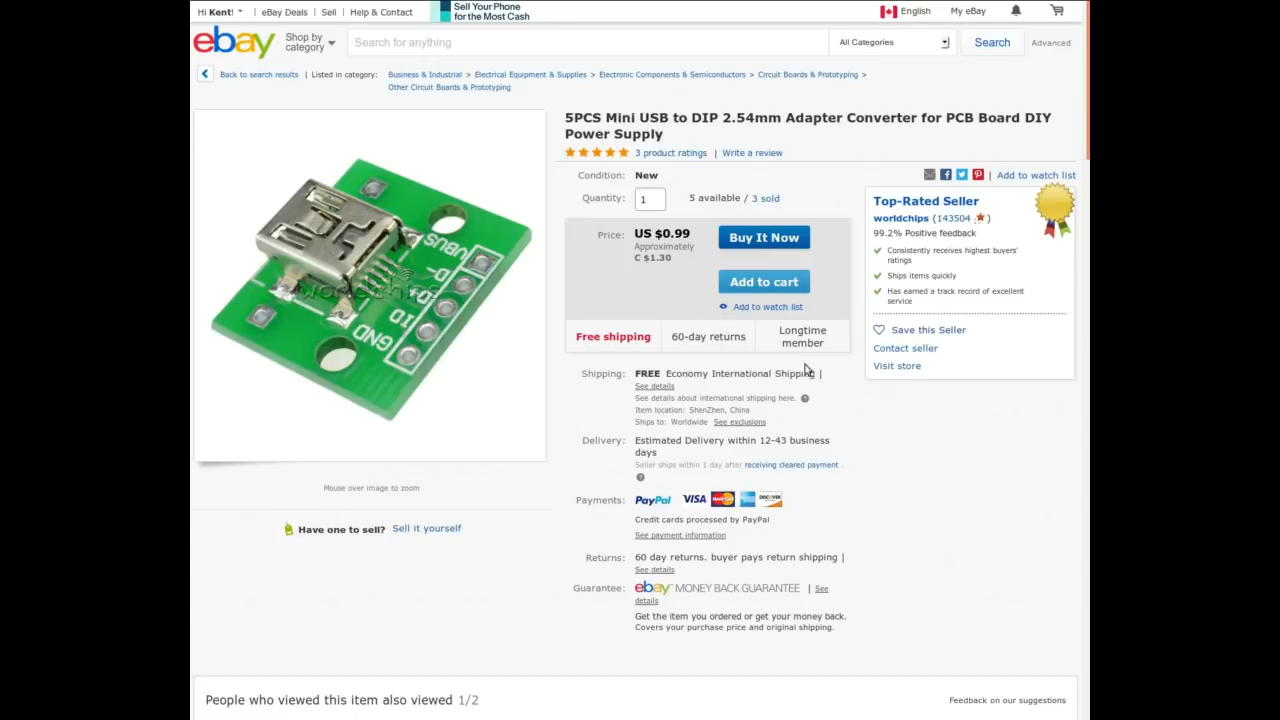 Hi Kent!
eBay Deals
Sell
Help & Contact
Sell Your Phone
for the Most Cash
English
My eBay
ebay
Shop by
category
Search for anything
All Categories
Search
Advanced
Back to search results
Listed in category:
Business & Industrial > Electrical Equipment & Supplies > Electronic Components & Semiconductors > Circuit Boards & Prototyping >
Other Circuit Boards & Prototyping
5PCS Mini USB to DIP 2.54mm Adapter Converter for PCB Board DIY
Power Supply
3 product ratings | Write a review
Condition: New
Quantity: 1 5 available / 3 sold
Price: US $0.99
Approximately
C $1.30
Buy It Now
Add to cart
Add to watch list
Free shipping
60-day returns
Longtime
member
Shipping: FREE Economy International Shipping |
See details
See details about international shipping here.
Item location: ShenZhen, China
Ships to: Worldwide See exclusions
Delivery: Estimated Delivery within 12-43 business
days
Seller ships within 1 day after receiving cleared payment
Payments: PayPal VISA MasterCard DISCOVER
Credit cards processed by PayPal
See payment information
Returns: 60 day returns. buyer pays return shipping |
See details
Guarantee: ebay MONEY BACK GUARANTEE | See
details
Get the item you ordered or get your money back.
Covers your purchase price and original shipping.
| Add to watch list
Top-Rated Seller
worldchips (143504)
99.2% Positive feedback
Consistently receives highest buyers'
ratings
Ships items quickly
Has earned a track record of excellent
service
Save this Seller
Contact seller
Visit store
VBUS
D-
ID
GND
worldchips
Mouse over image to zoom
Have one to sell? Sell it yourself
People who viewed this item also viewed 1/2
Feedback on our suggestions